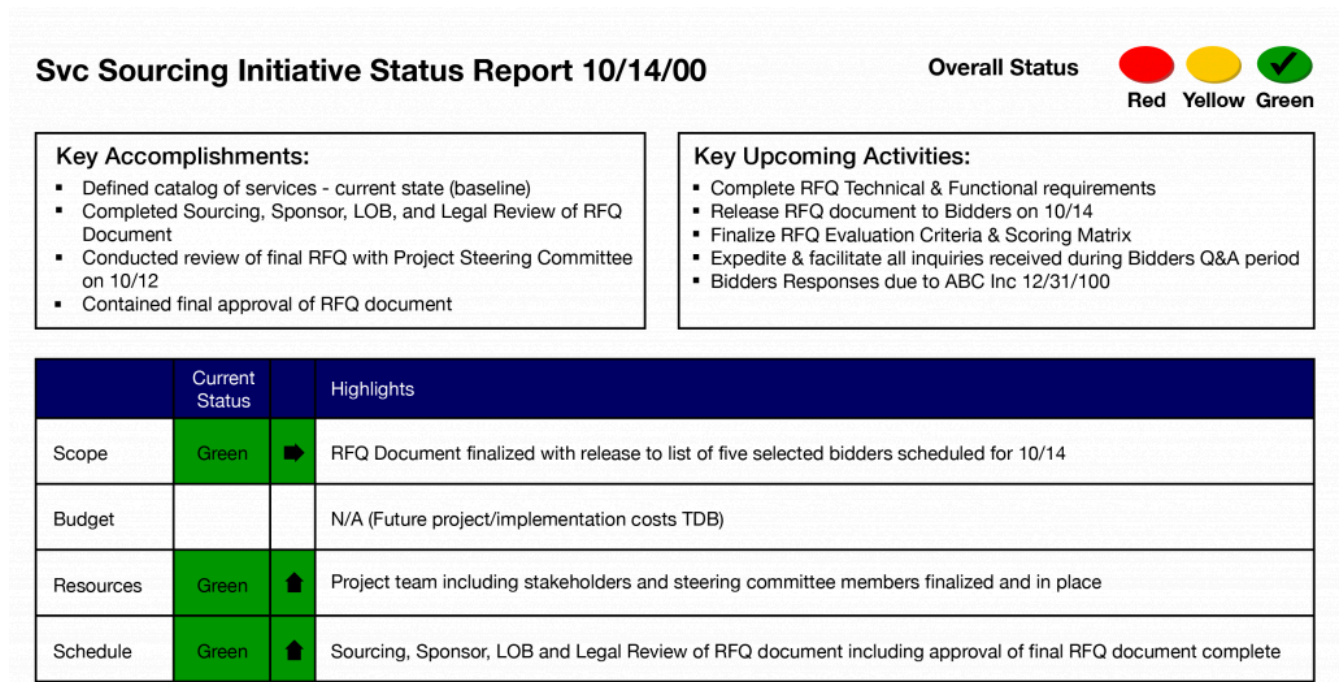 Svc Sourcing Initiative Status Report 10/14/00
Overall Status
Red Yellow Green
Key Accomplishments:
▪ Defined catalog of services - current state (baseline)
▪ Completed Sourcing, Sponsor, LOB, and Legal Review of RFQ
Document
▪ Conducted review of final RFQ with Project Steering Committee
on 10/12
▪ Contained final approval of RFQ document
Key Upcoming Activities:
▪ Complete RFQ Technical & Functional requirements
▪ Release RFQ document to Bidders on 10/14
▪ Finalize RFQ Evaluation Criteria & Scoring Matrix
▪ Expedite & facilitate all inquiries received during Bidders Q&A period
▪ Bidders Responses due to ABC Inc 12/31/100
Current
Status
Highlights
Scope
Green
RFQ Document finalized with release to list of five selected bidders scheduled for 10/14
Budget
N/A (Future project/implementation costs TDB)
Resources
Green
Project team including stakeholders and steering committee members finalized and in place
Schedule
Green
Sourcing, Sponsor, LOB and Legal Review of RFQ document including approval of final RFQ document complete